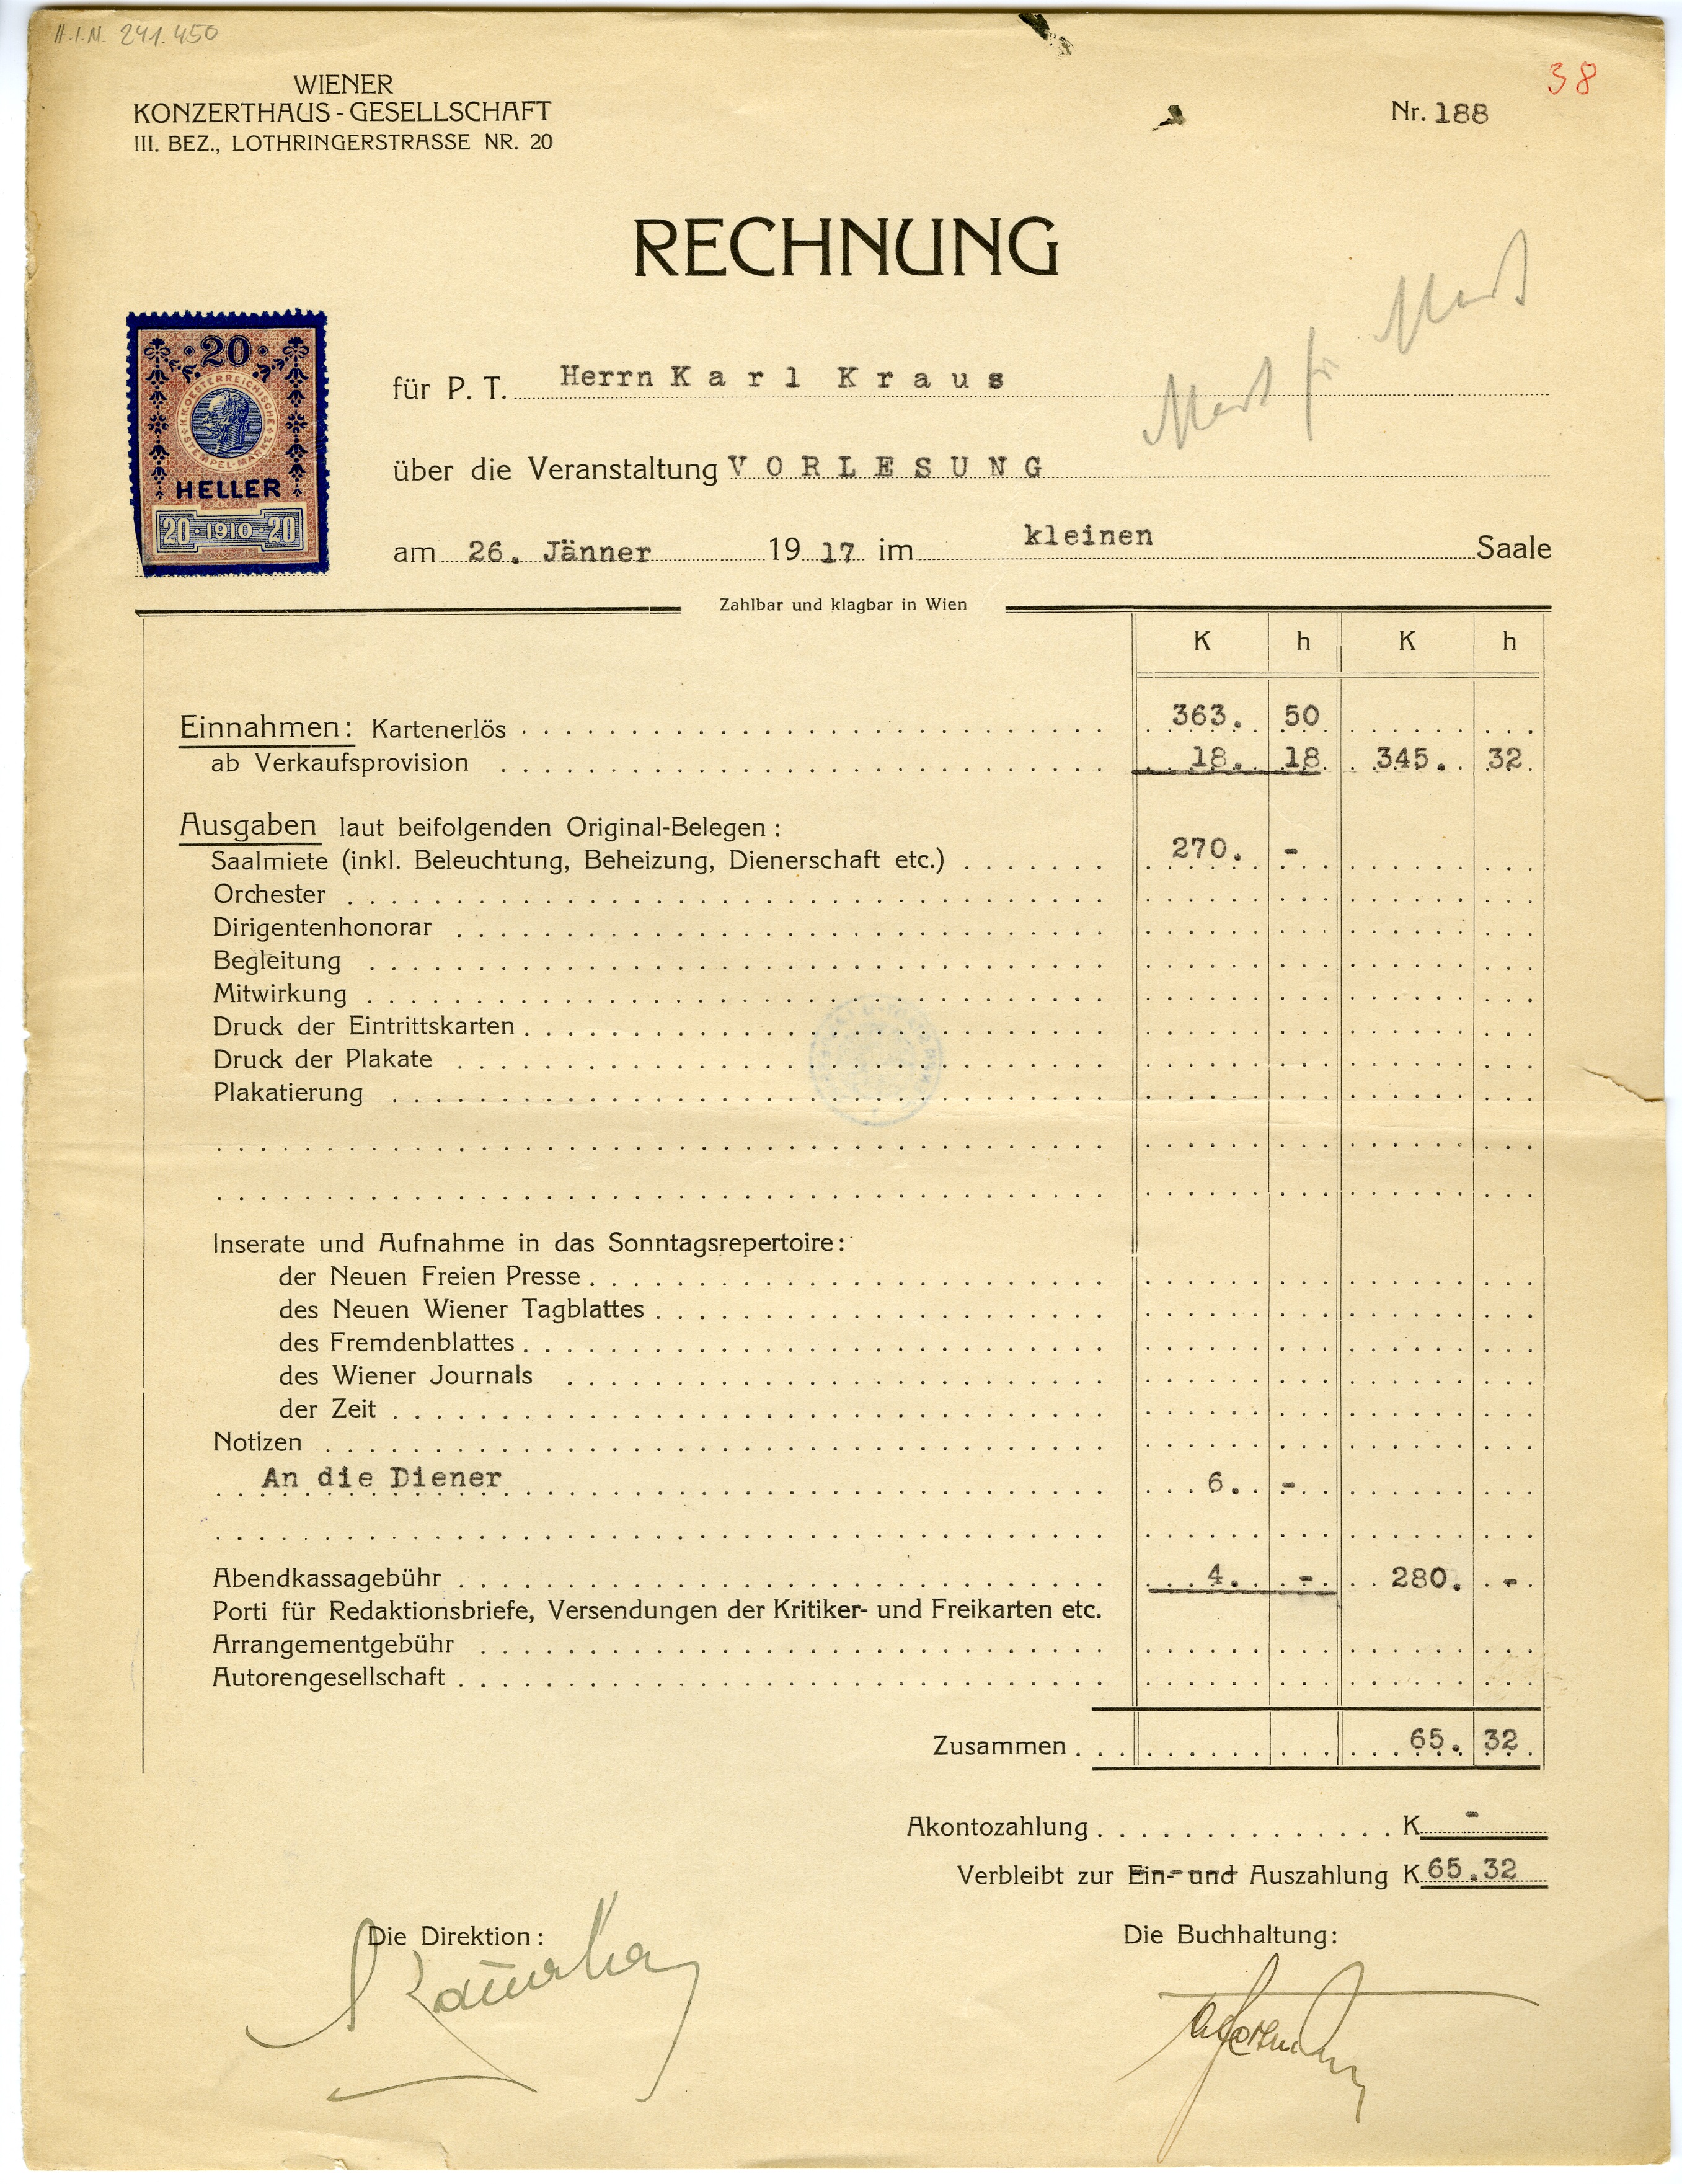 H.I.N. 241.450
38
WIENER
KONZERTHAUS-GESELLSCHAFT
III. BEZ., LOTHRINGERSTRASSE NR. 20
Nr. 188
RECHNUNG
20
K.K. OESTERREICHISCHE STEMPEL-MARKE
HELLER
20 · 1910 · 20
für P. T. Herrn Karl Kraus
über die Veranstaltung VORLESUNG
am 26. Jänner 1917 im kleinen Saale
Zahlbar und klagbar in Wien
K h K h
Einnahmen: Kartenerlös 363. 50
ab Verkaufsprovision 18. 18 345. 32
Ausgaben laut beifolgenden Original-Belegen:
Saalmiete (inkl. Beleuchtung, Beheizung, Dienerschaft etc.) 270. -
Orchester
Dirigentenhonorar
Begleitung
Mitwirkung
Druck der Eintrittskarten
Druck der Plakate
Plakatierung
Inserate und Aufnahme in das Sonntagsrepertoire:
der Neuen Freien Presse
des Neuen Wiener Tagblattes
des Fremdenblattes
des Wiener Journals
der Zeit
Notizen
An die Diener 6. -
Abendkassagebühr 4. - 280. -
Porti für Redaktionsbriefe, Versendungen der Kritiker- und Freikarten etc.
Arrangementgebühr
Autorengesellschaft
Zusammen 65. 32
Akontozahlung K -
Verbleibt zur Ein- und Auszahlung K 65.32
Die Direktion:
Die Buchhaltung: